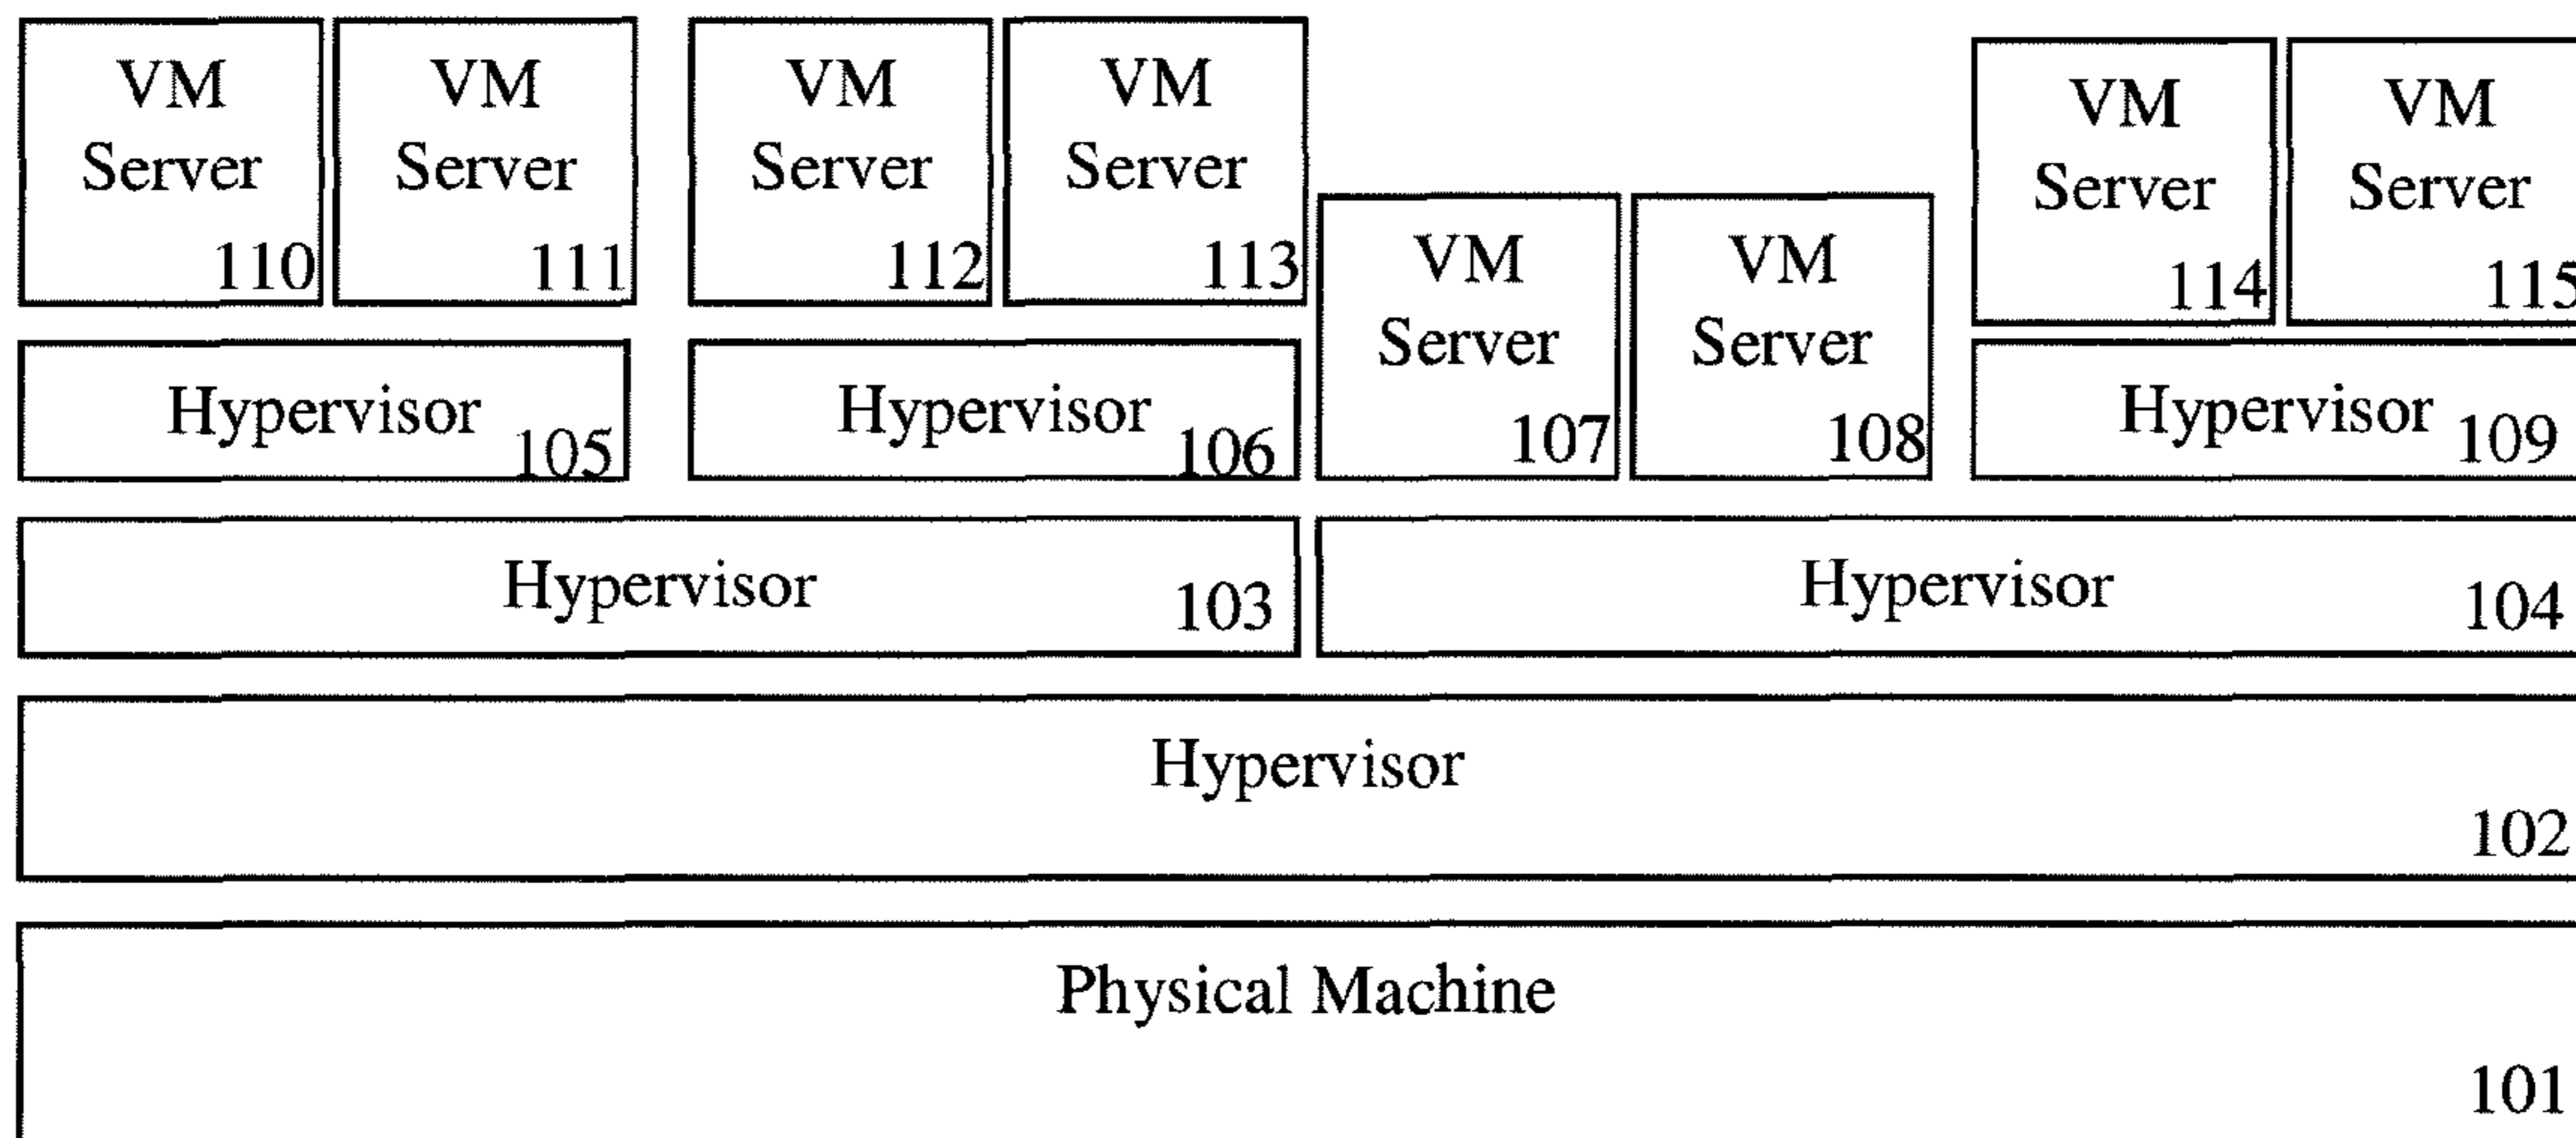 VM
Server
110
VM
Server
111
VM
Server
112
VM
Server
113
VM
Server
107
VM
Server
108
VM
Server
114
VM
Server
115
Hypervisor
105
Hypervisor
106
Hypervisor
109
Hypervisor
103
Hypervisor
104
Hypervisor
102
Physical Machine
101